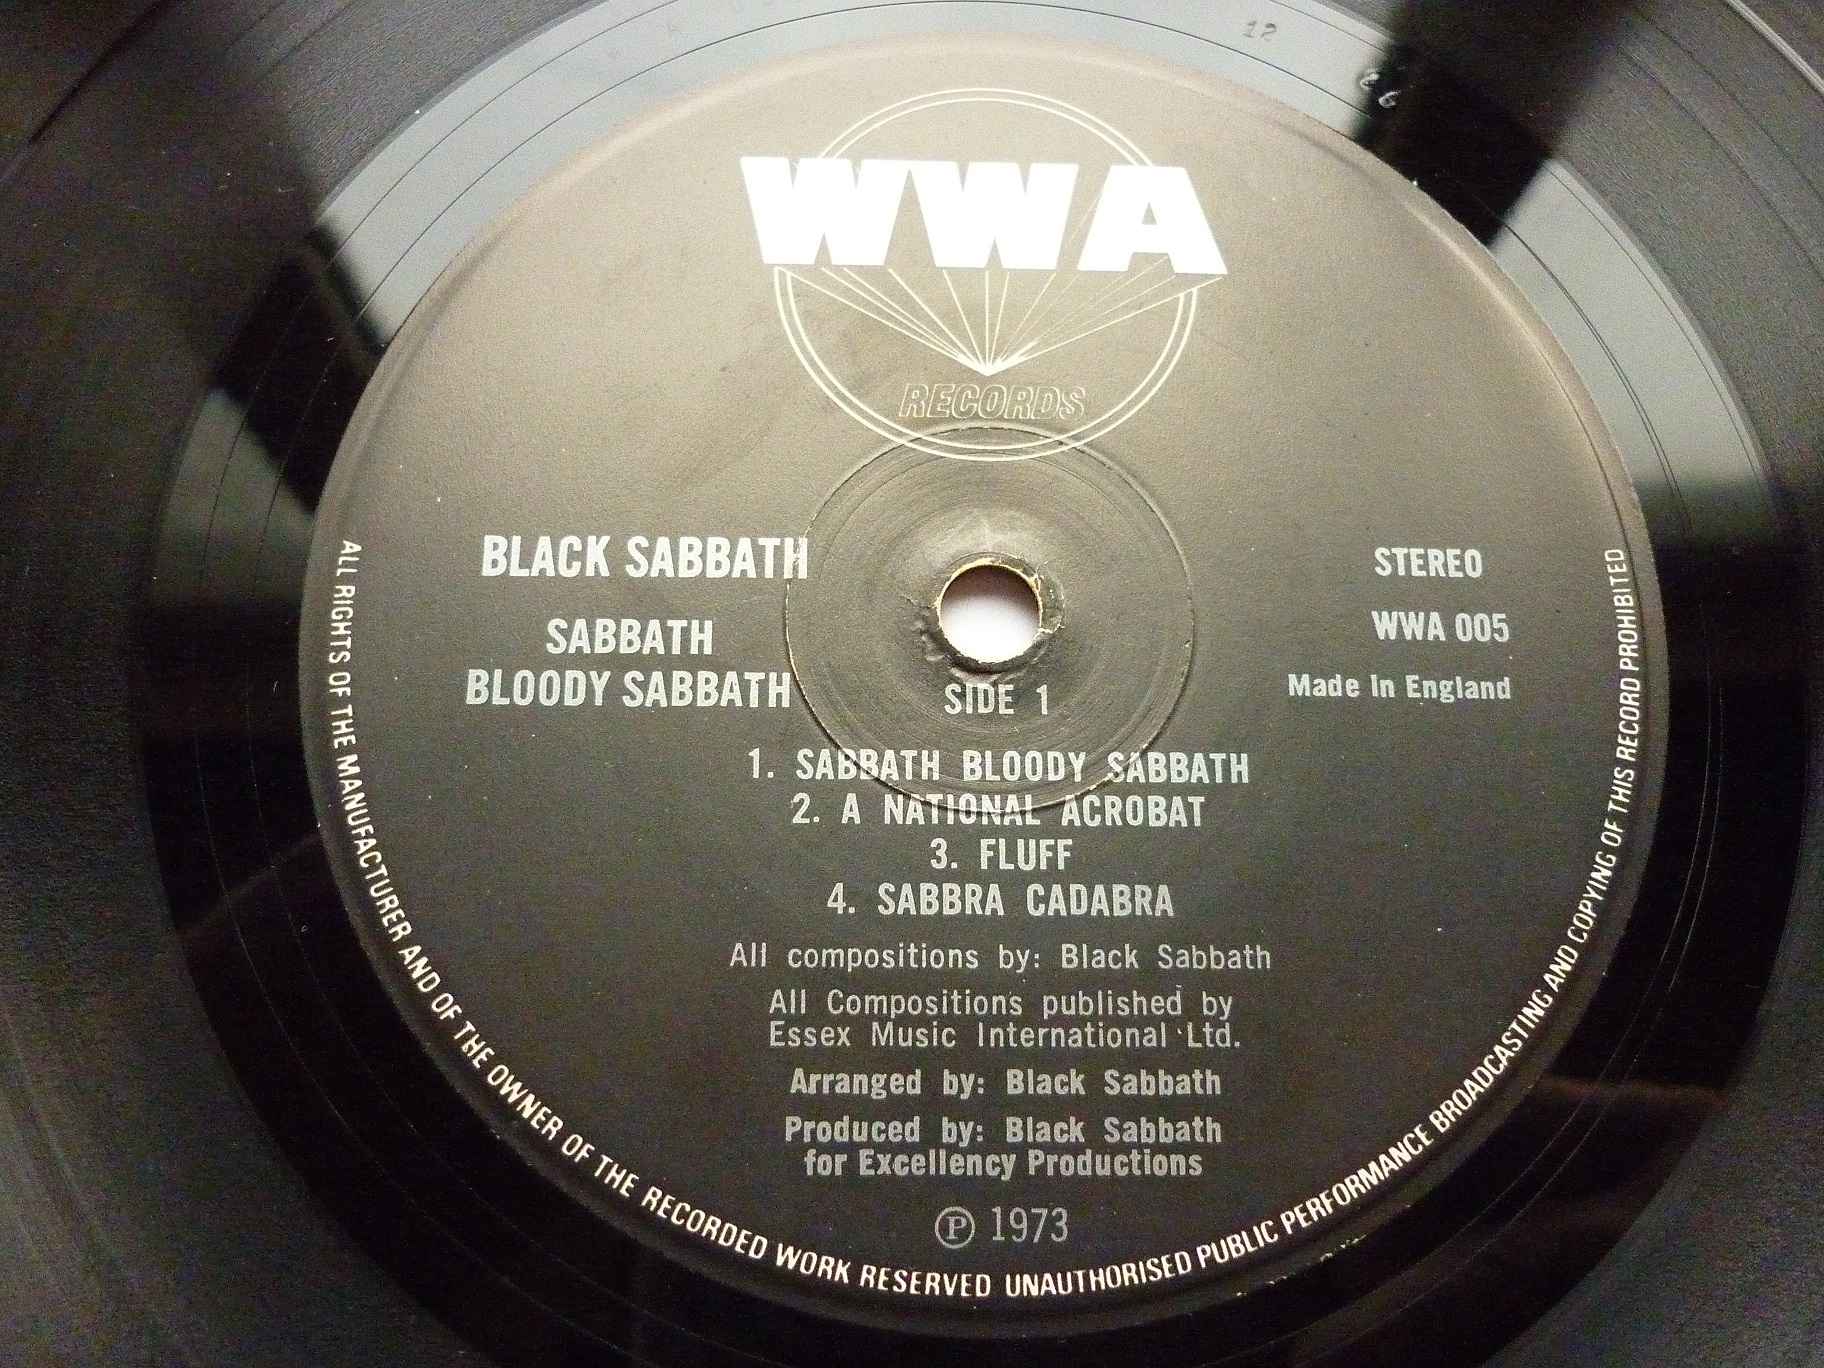 12
WWA
RECORDS
BLACK SABBATH
SABBATH
BLOODY SABBATH
STEREO
WWA 005
Made In England
SIDE 1
1. SABBATH BLOODY SABBATH
2. A NATIONAL ACROBAT
3. FLUFF
4. SABBRA CADABRA
All compositions by: Black Sabbath
All Compositions published by
Essex Music International Ltd.
Arranged by: Black Sabbath
Produced by: Black Sabbath
for Excellency Productions
Ⓟ 1973
ALL RIGHTS OF THE MANUFACTURER AND OF THE OWNER OF THE RECORDED WORK RESERVED UNAUTHORISED PUBLIC PERFORMANCE BROADCASTING AND COPYING OF THIS RECORD PROHIBITED